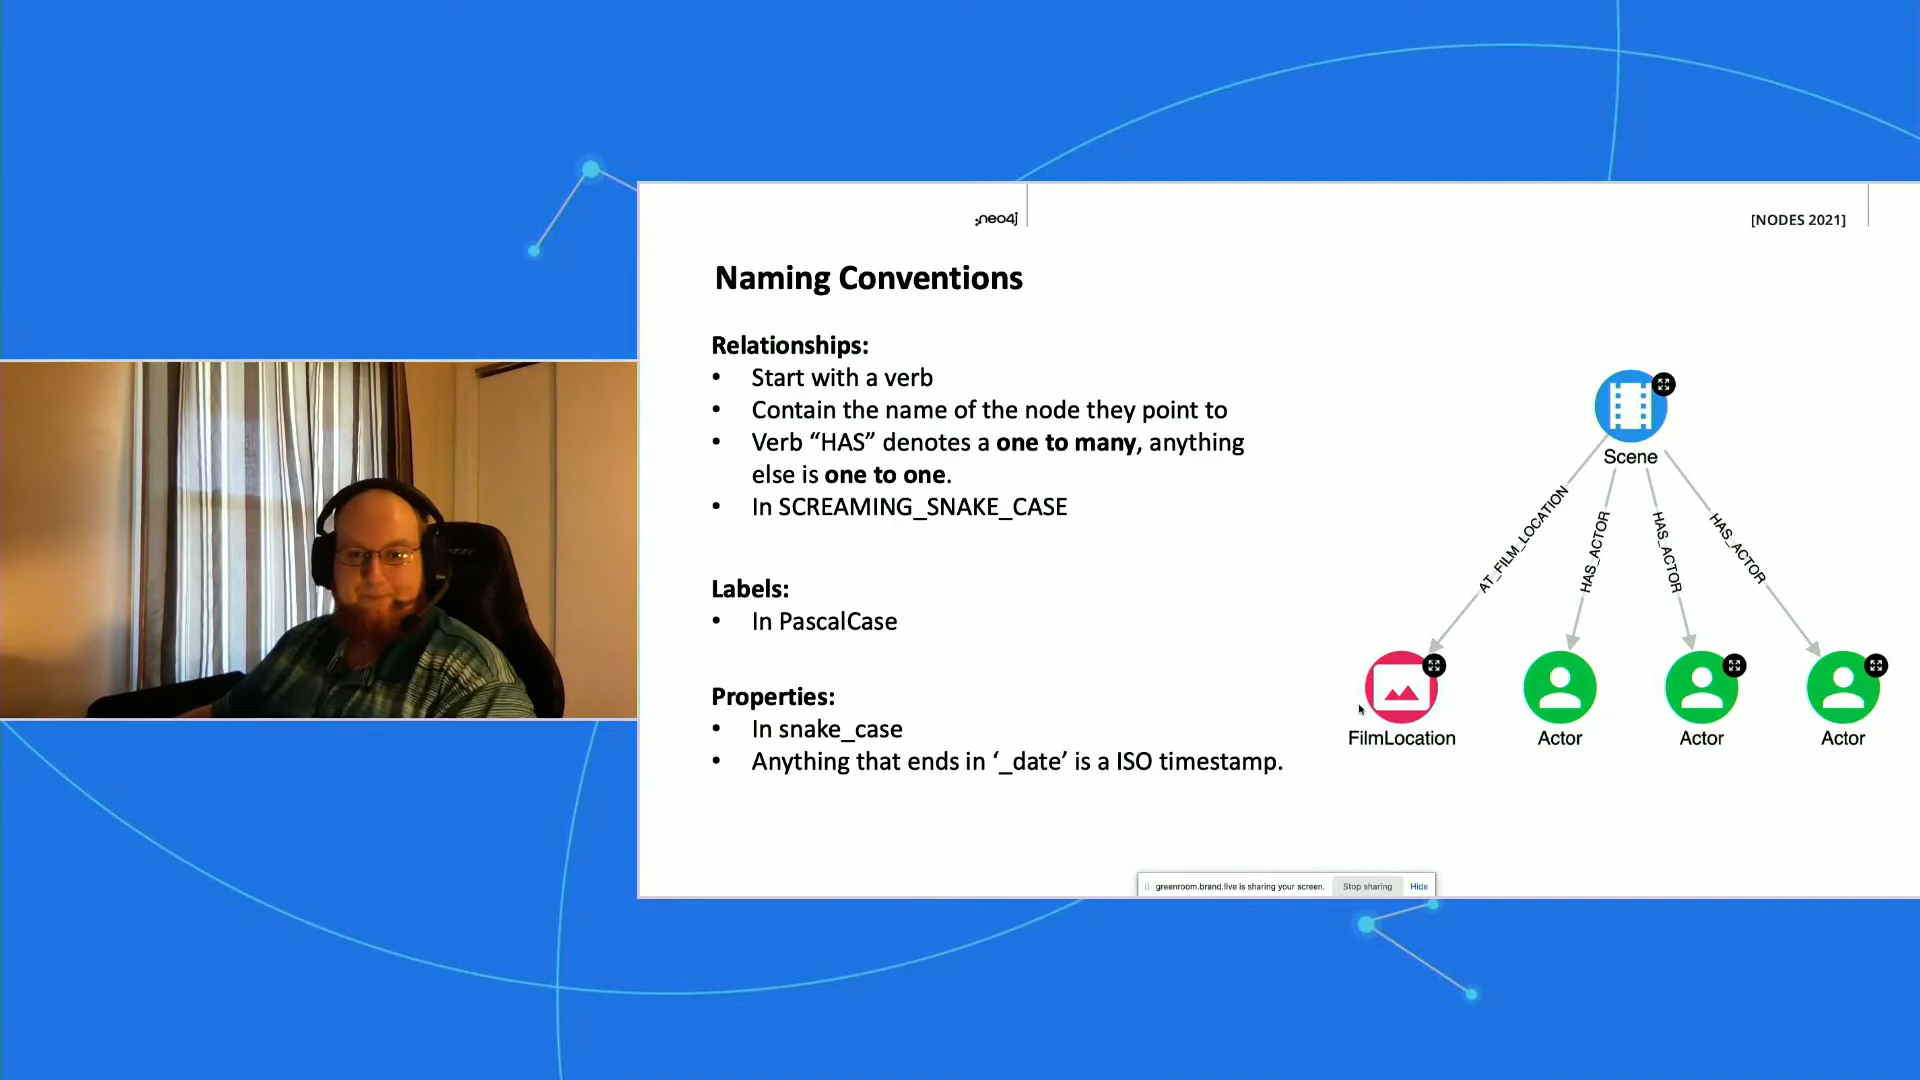 :neo4j
[NODES 2021]
Naming Conventions
Relationships:
• Start with a verb
• Contain the name of the node they point to
• Verb “HAS” denotes a one to many, anything
else is one to one.
• In SCREAMING_SNAKE_CASE
Labels:
• In PascalCase
Properties:
• In snake_case
• Anything that ends in ‘_date’ is a ISO timestamp.
Scene
AT_FILM_LOCATION
HAS_ACTOR
HAS_ACTOR
HAS_ACTOR
FilmLocation
Actor
Actor
Actor
greenroom.brand.live is sharing your screen.
Stop sharing
Hide